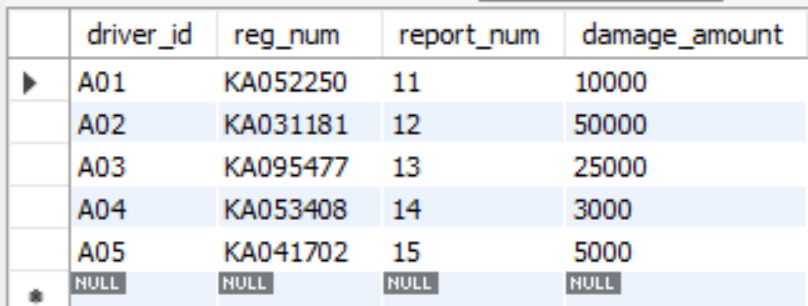 driver_id reg_num report_num damage_amount
A01 KA052250 11 10000
A02 KA031181 12 50000
A03 KA095477 13 25000
A04 KA053408 14 3000
A05 KA041702 15 5000
NULL NULL NULL NULL